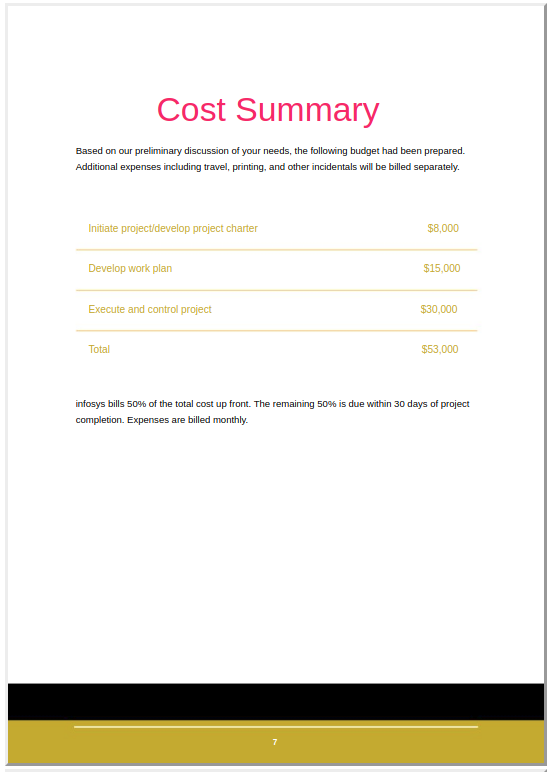 Cost Summary
Based on our preliminary discussion of your needs, the following budget had been prepared.
Additional expenses including travel, printing, and other incidentals will be billed separately.
Initiate project/develop project charter $8,000
Develop work plan $15,000
Execute and control project $30,000
Total $53,000
infosys bills 50% of the total cost up front. The remaining 50% is due within 30 days of project
completion. Expenses are billed monthly.
7